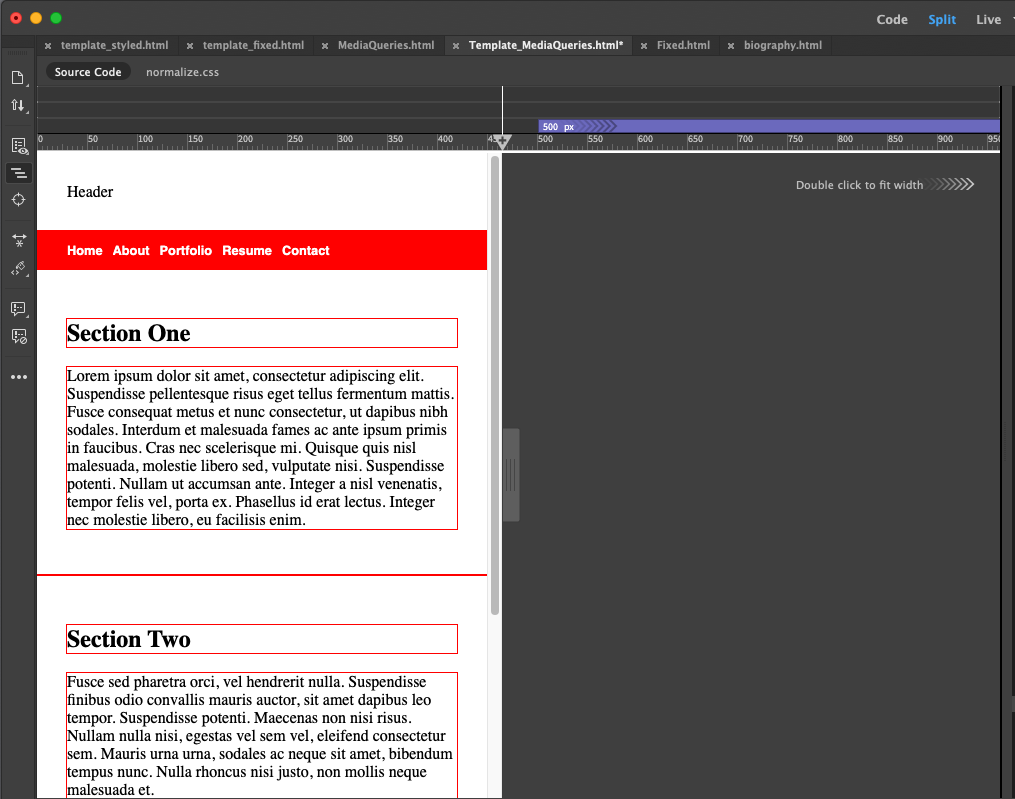 Code Split Live
template_styled.html template_fixed.html MediaQueries.html Template_MediaQueries.html* Fixed.html biography.html
Source Code normalize.css
500 px
0 50 100 150 200 250 300 350 400 500 550 600 650 700 750 800 850 900 950
Double click to fit width
Header
Home About Portfolio Resume Contact
Section One
Lorem ipsum dolor sit amet, consectetur adipiscing elit.
Suspendisse pellentesque risus eget tellus fermentum mattis.
Fusce consequat metus et nunc consectetur, ut dapibus nibh
sodales. Interdum et malesuada fames ac ante ipsum primis
in faucibus. Cras nec scelerisque mi. Quisque quis nisl
malesuada, molestie libero sed, vulputate nisi. Suspendisse
potenti. Nullam ut accumsan ante. Integer a nisl venenatis,
tempor felis vel, porta ex. Phasellus id erat lectus. Integer
nec molestie libero, eu facilisis enim.
Section Two
Fusce sed pharetra orci, vel hendrerit nulla. Suspendisse
finibus odio convallis mauris auctor, sit amet dapibus leo
tempor. Suspendisse potenti. Maecenas non nisi risus.
Nullam nulla nisi, egestas vel sem vel, eleifend consectetur
sem. Mauris urna urna, sodales ac neque sit amet, bibendum
tempus nunc. Nulla rhoncus nisi justo, non mollis neque
malesuada et.